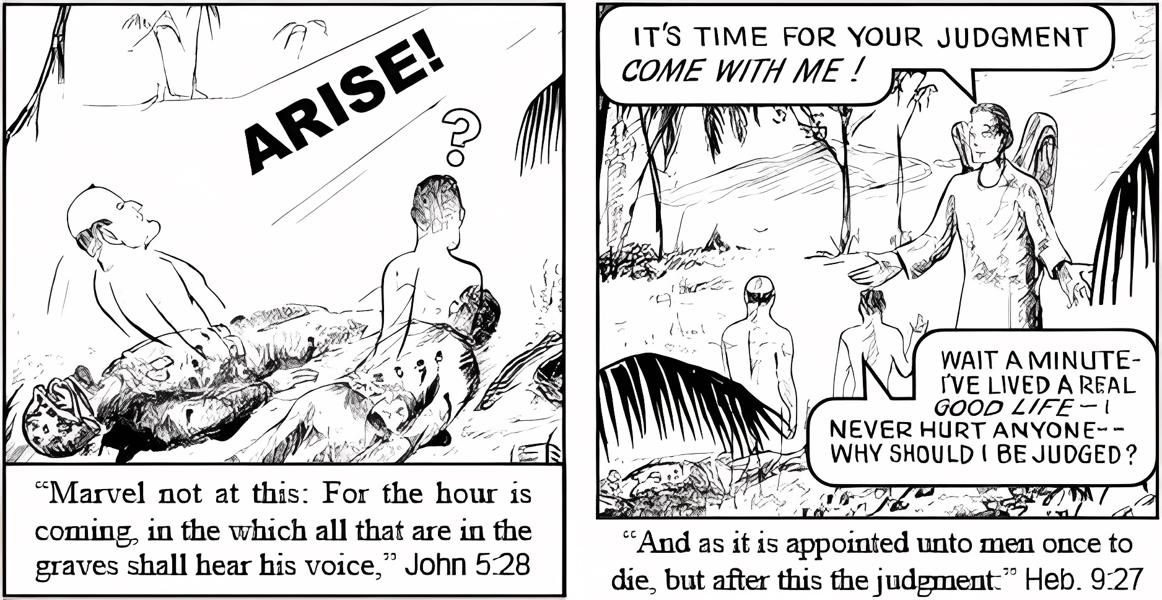 ARISE!
?
“Marvel not at this: For the hour is
coming, in the which all that are in the
graves shall hear his voice,” John 5:28
IT'S TIME FOR YOUR JUDGMENT
COME WITH ME !
WAIT A MINUTE-
I'VE LIVED A REAL
GOOD LIFE – I
NEVER HURT ANYONE--
WHY SHOULD I BE JUDGED?
“And as it is appointed unto men once to
die, but after this the judgment:” Heb. 9:27